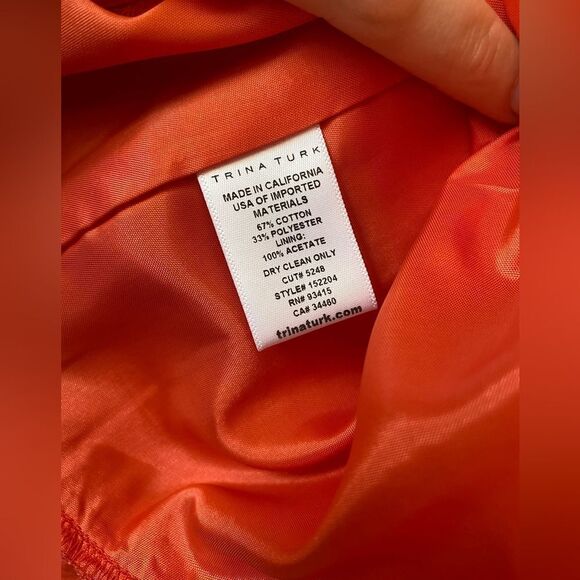 TRINA TURK
MADE IN CALIFORNIA
USA OF IMPORTED
MATERIALS
67% COTTON
33% POLYESTER
LINING:
100% ACETATE
DRY CLEAN ONLY
CUT# 5248
STYLE# 152204
RN# 93415
CA# 34460
trinaturk.com